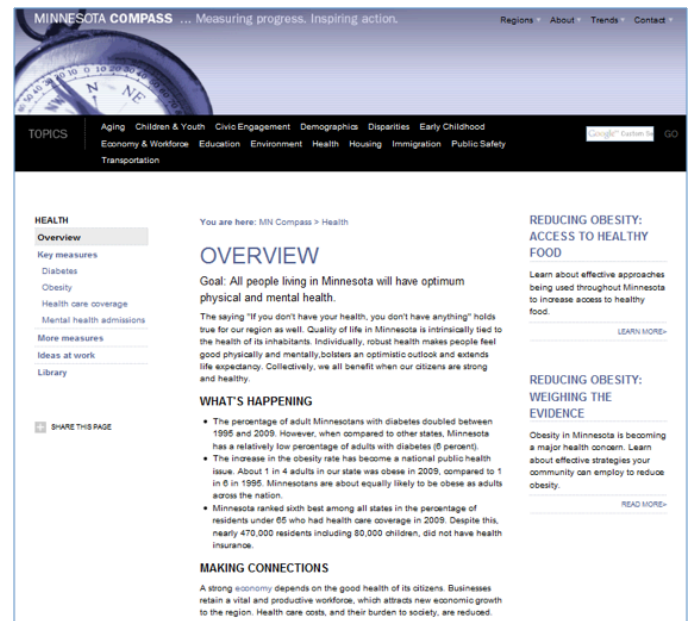 MINNESOTA COMPASS ... Measuring progress. Inspiring action.
Regions About Trends Contact
TOPICS
Aging Children & Youth Civic Engagement Demographics Disparities Early Childhood
Economy & Workforce Education Environment Health Housing Immigration Public Safety
Transportation
Google™ Custom Se GO
HEALTH
Overview
Key measures
Diabetes
Obesity
Health care coverage
Mental health admissions
More measures
Ideas at work
Library
SHARE THIS PAGE
You are here: MN Compass > Health
OVERVIEW
Goal: All people living in Minnesota will have optimum
physical and mental health.
The saying "If you don't have your health, you don't have anything" holds
true for our region as well. Quality of life in Minnesota is intrinsically tied to
the health of its inhabitants. Individually, robust health makes people feel
good physically and mentally,bolsters an optimistic outlook and extends
life expectancy. Collectively, we all benefit when our citizens are strong
and healthy.
WHAT'S HAPPENING
• The percentage of adult Minnesotans with diabetes doubled between
1995 and 2009. However, when compared to other states, Minnesota
has a relatively low percentage of adults with diabetes (6 percent).
• The increase in the obesity rate has become a national public health
issue. About 1 in 4 adults in our state was obese in 2009, compared to 1
in 6 in 1995. Minnesotans are about equally likely to be obese as adults
across the nation.
• Minnesota ranked sixth best among all states in the percentage of
residents under 65 who had health care coverage in 2009. Despite this,
nearly 470,000 residents including 80,000 children, did not have health
insurance.
MAKING CONNECTIONS
A strong economy depends on the good health of its citizens. Businesses
retain a vital and productive workforce, which attracts new economic growth
to the region. Health care costs, and their burden to society, are reduced.
REDUCING OBESITY:
ACCESS TO HEALTHY
FOOD
Learn about effective approaches
being used throughout Minnesota
to increase access to healthy
food.
LEARN MORE»
REDUCING OBESITY:
WEIGHING THE
EVIDENCE
Obesity in Minnesota is becoming
a major health concern. Learn
about effective strategies your
community can employ to reduce
obesity.
READ MORE»